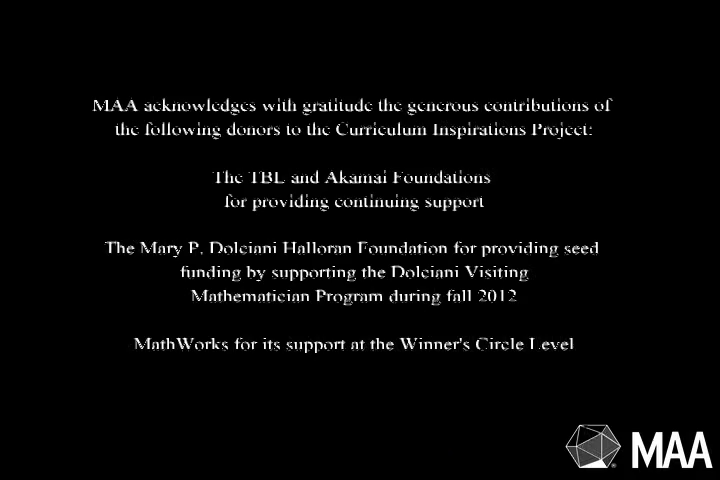 MAA acknowledges with gratitude the generous contributions of
the following donors to the Curriculum Inspirations Project:
The TBL and Akamai Foundations
for providing continuing support
The Mary P. Dolciani Halloran Foundation for providing seed
funding by supporting the Dolciani Visiting
Mathematician Program during fall 2012
MathWorks for its support at the Winner's Circle Level
® MAA